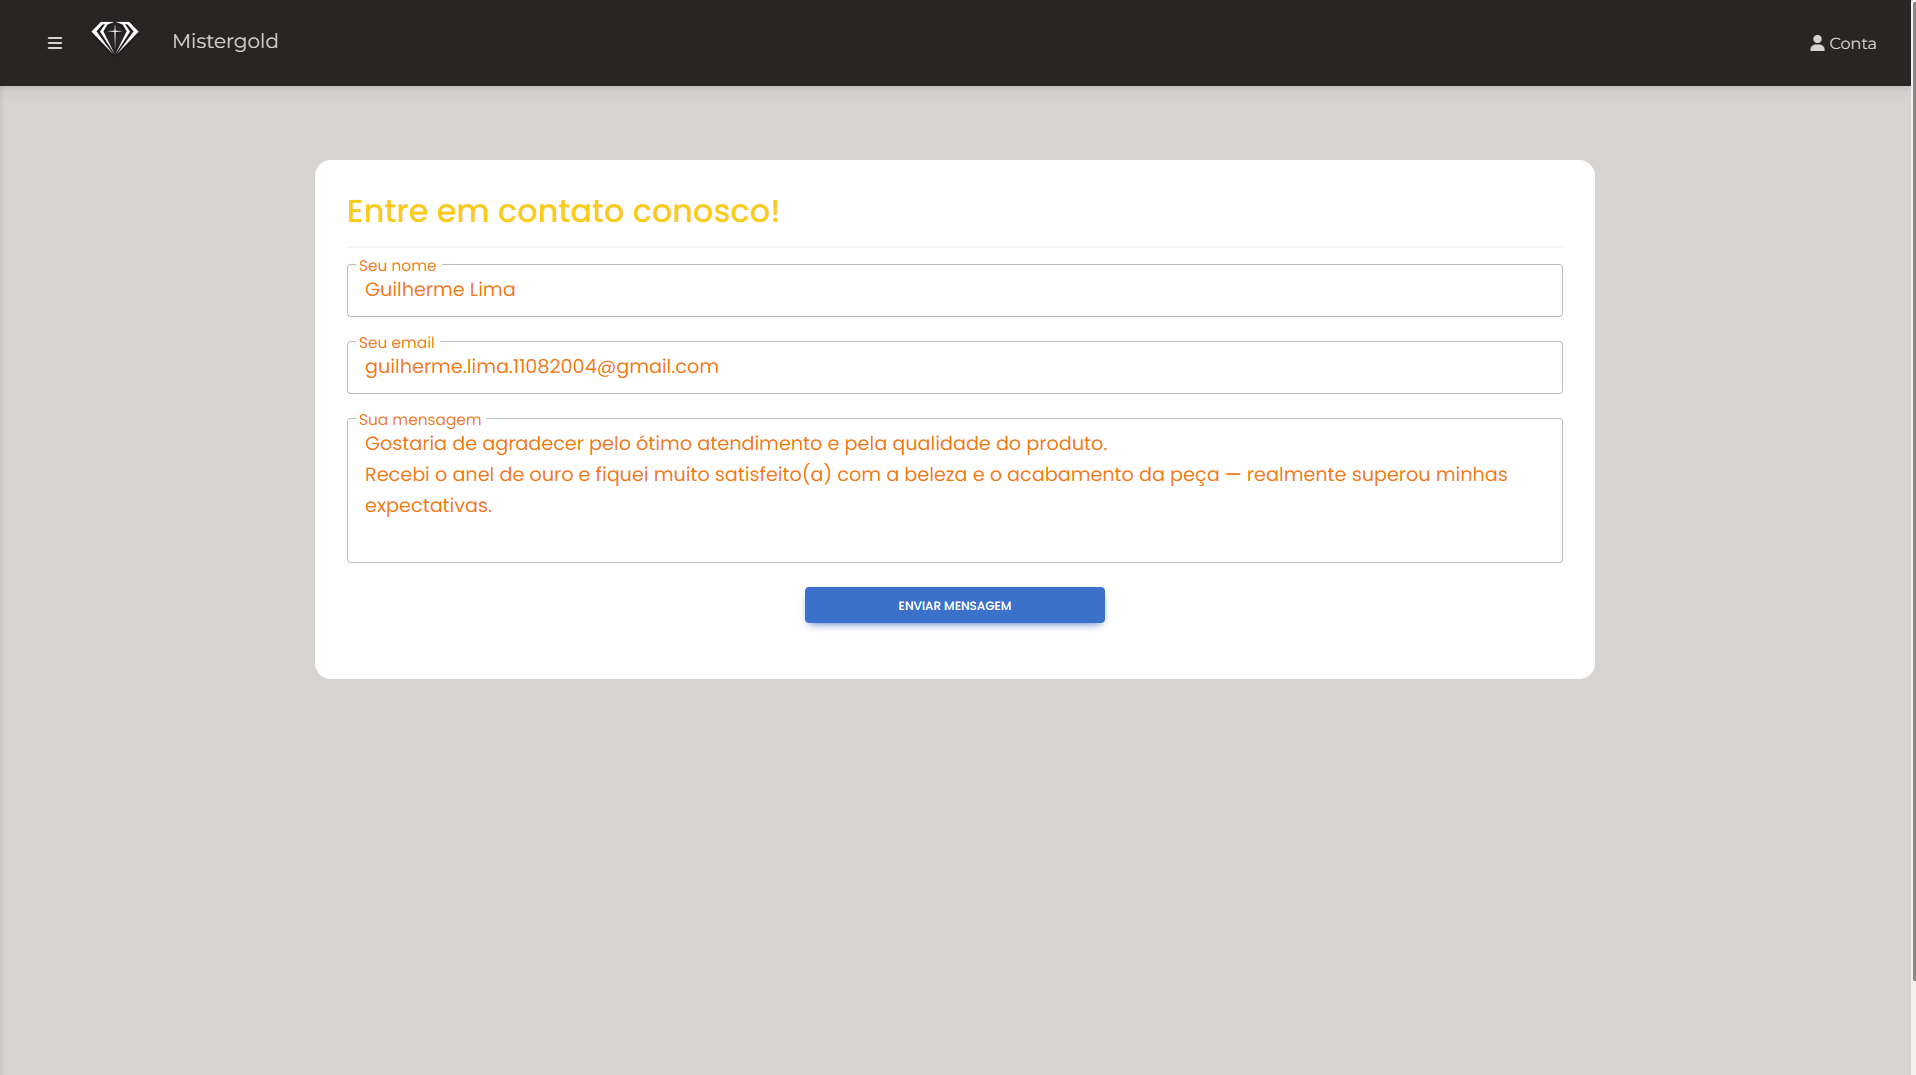 Mistergold
Conta
Entre em contato conosco!
Seu nome
Guilherme Lima
Seu email
guilherme.lima.11082004@gmail.com
Sua mensagem
Gostaria de agradecer pelo ótimo atendimento e pela qualidade do produto.
Recebi o anel de ouro e fiquei muito satisfeito(a) com a beleza e o acabamento da peça — realmente superou minhas
expectativas.
ENVIAR MENSAGEM